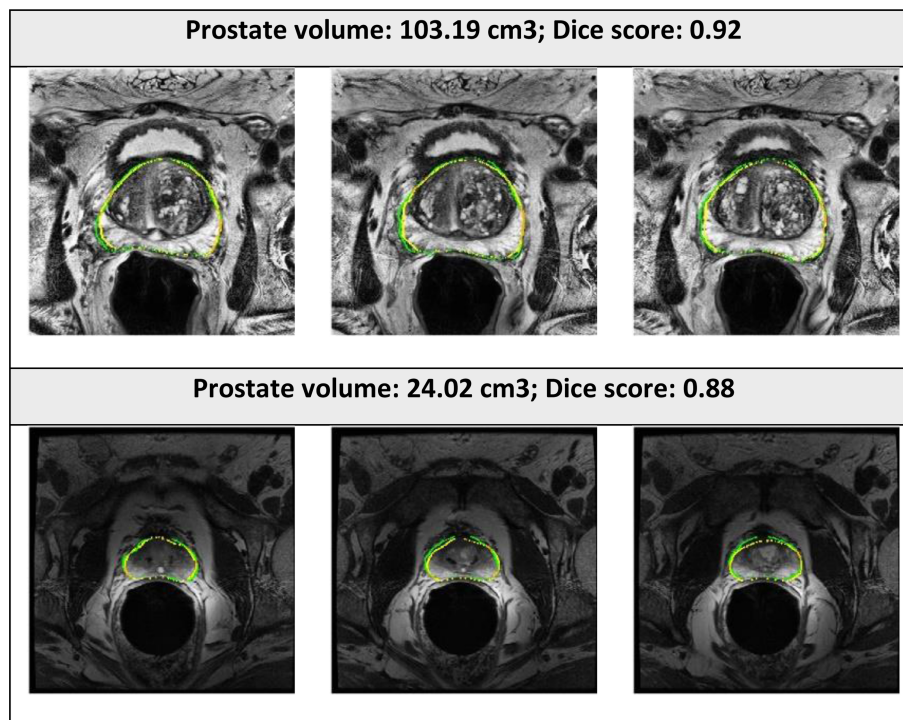 Prostate volume: 103.19 cm3; Dice score: 0.92
Prostate volume: 24.02 cm3; Dice score: 0.88